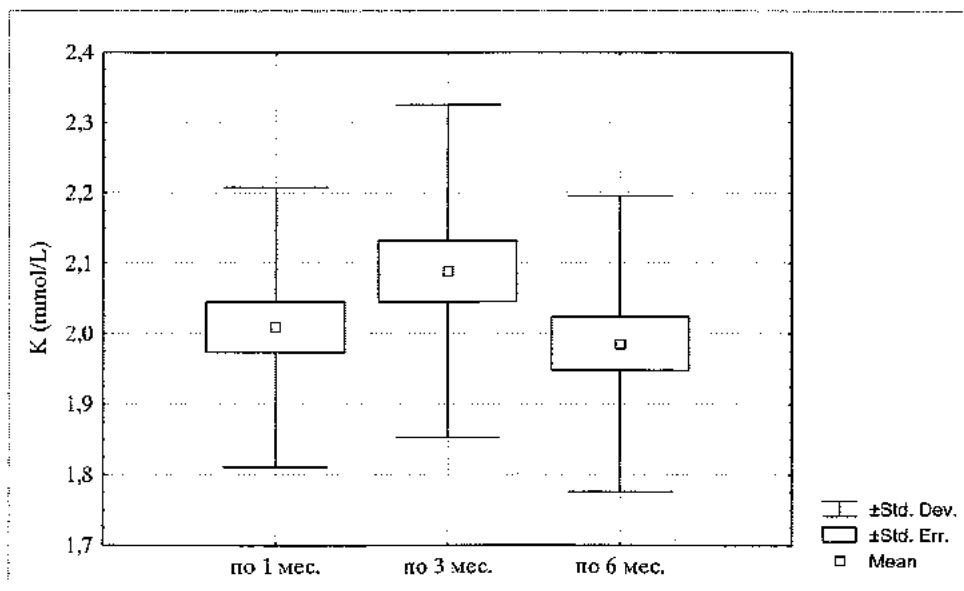 2,4
2,3
2,2
2,1
2,0
1,9
1,8
1,7
K (mmol/L)
по 1 мес.
по 3 мес.
по 6 мес.
±Std. Dev.
±Std. Err.
Mean